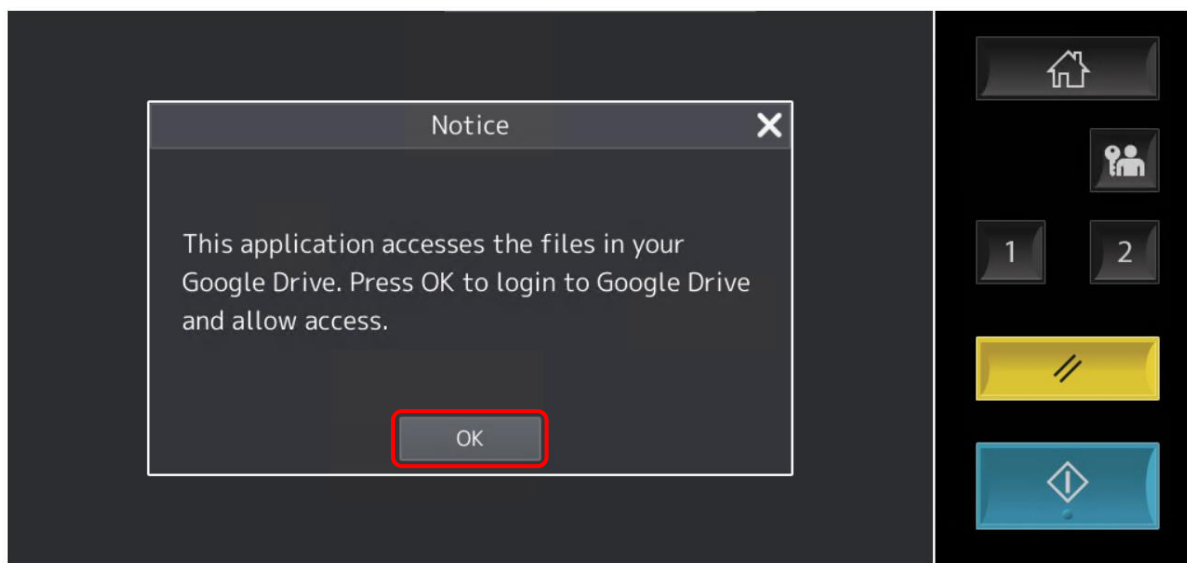 Notice
This application accesses the files in your
Google Drive. Press OK to login to Google Drive
and allow access.
OK
1
2